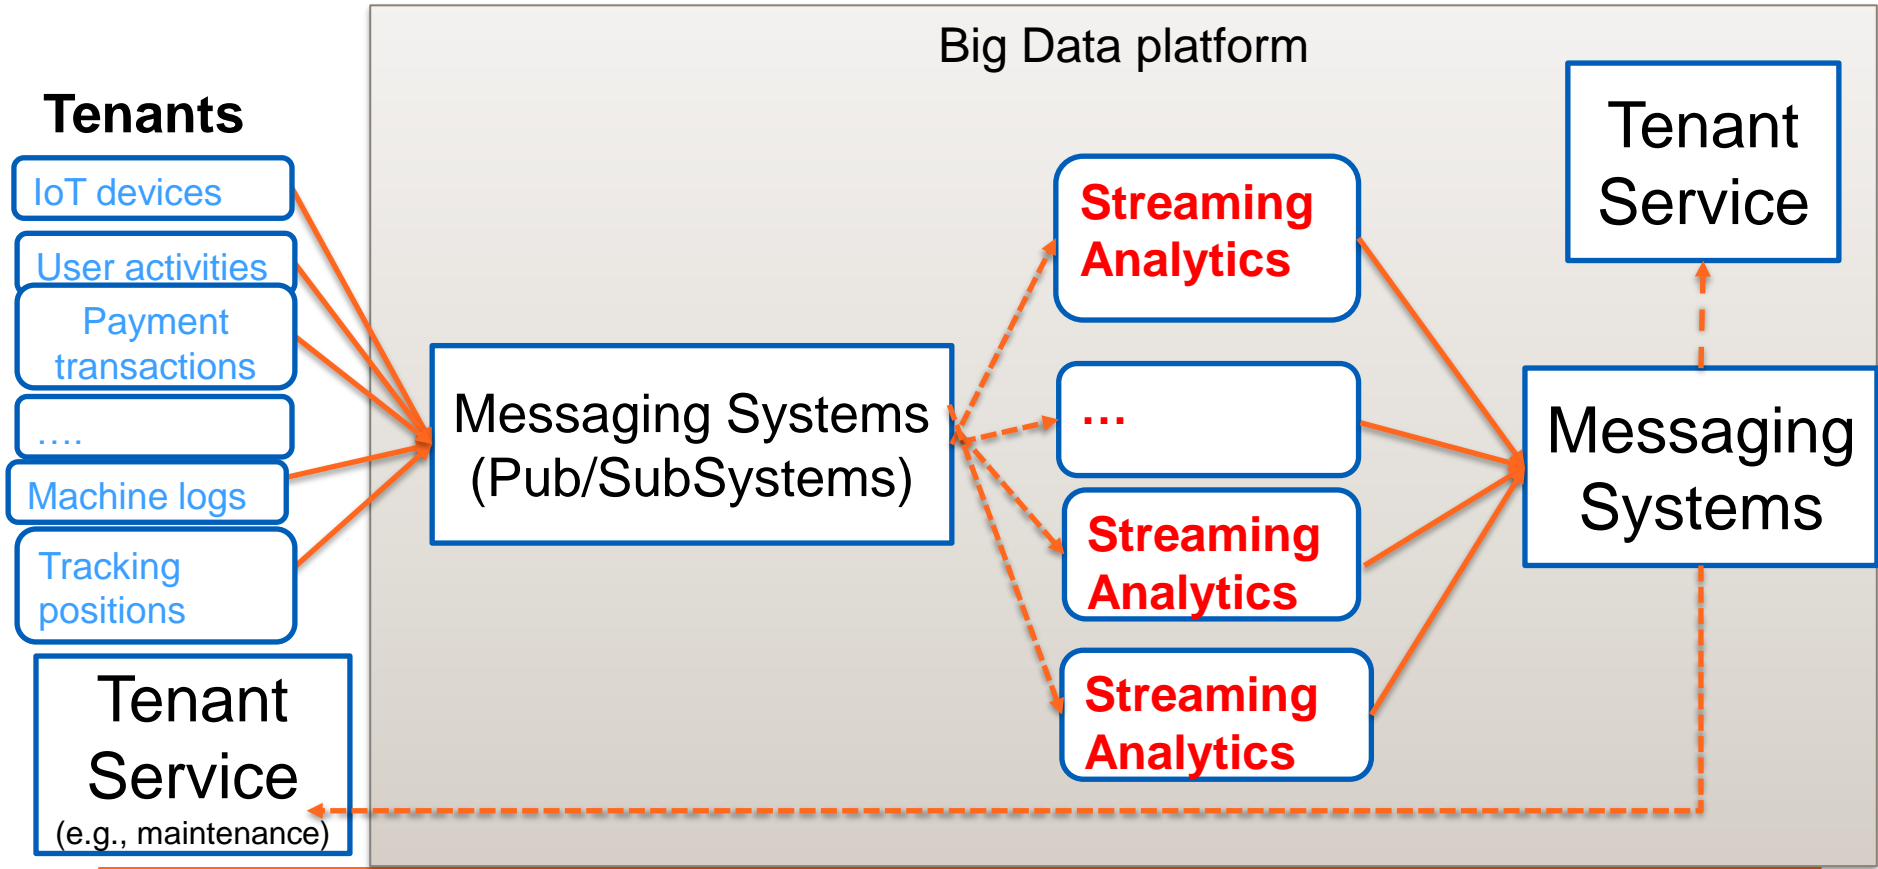 Big Data platform
Tenants
IoT devices
User activities
Payment
transactions
....
Machine logs
Tracking
positions
Tenant
Service
(e.g., maintenance)
Messaging Systems
(Pub/SubSystems)
Streaming
Analytics
...
Streaming
Analytics
Streaming
Analytics
Tenant
Service
Messaging
Systems